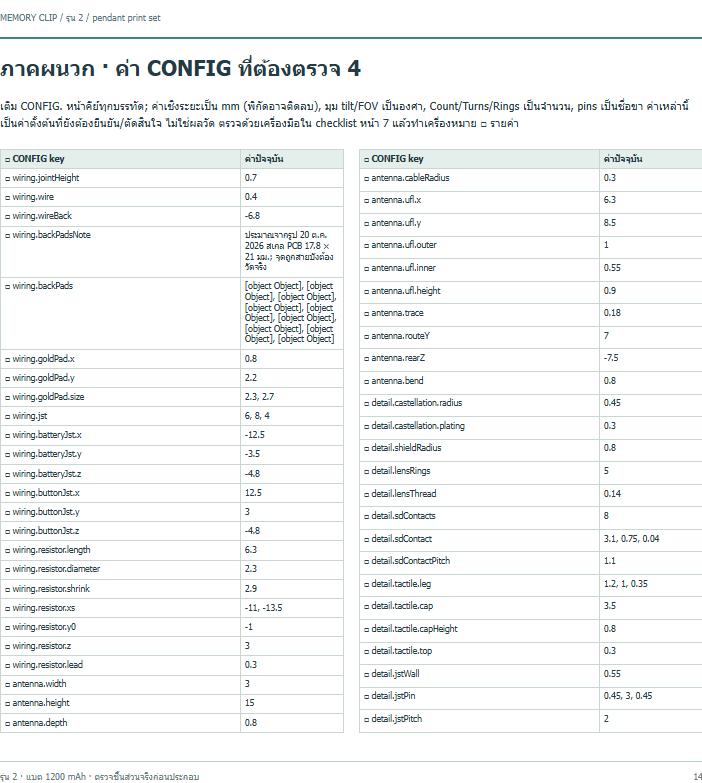 MEMORY CLIP / รุ่น 2 / pendant print set
ภาคผนวก · ค่า CONFIG ที่ต้องตรวจ 4
เติม CONFIG. หน้าคีย์ทุกบรรทัด; ค่าเชิงระยะเป็น mm (พิกัดอาจติดลบ), มุม tilt/FOV เป็นองศา, Count/Turns/Rings เป็นจำนวน, pins เป็นชื่อขา ค่าเหล่านี้
เป็นค่าตั้งต้นที่ยังต้องยืนยัน/ตัดสินใจ ไม่ใช่ผลวัด ตรวจด้วยเครื่องมือใน checklist หน้า 7 แล้วทำเครื่องหมาย □ รายค่า
□ CONFIG key ค่าปัจจุบัน
□ wiring.jointHeight 0.7
□ wiring.wire 0.4
□ wiring.wireBack -6.8
□ wiring.backPadsNote ประมาณจากรูป 20 ต.ค.
2026 สเกล PCB 17.8 ×
21 มม.; จุดถูกสายบังต้อง
วัดจริง
□ wiring.backPads [object Object], [object
Object], [object Object],
[object Object], [object
Object], [object Object],
[object Object], [object
Object], [object Object]
□ wiring.goldPad.x 0.8
□ wiring.goldPad.y 2.2
□ wiring.goldPad.size 2.3, 2.7
□ wiring.jst 6, 8, 4
□ wiring.batteryJst.x -12.5
□ wiring.batteryJst.y -3.5
□ wiring.batteryJst.z -4.8
□ wiring.buttonJst.x 12.5
□ wiring.buttonJst.y 3
□ wiring.buttonJst.z -4.8
□ wiring.resistor.length 6.3
□ wiring.resistor.diameter 2.3
□ wiring.resistor.shrink 2.9
□ wiring.resistor.xs -11, -13.5
□ wiring.resistor.y0 -1
□ wiring.resistor.z 3
□ wiring.resistor.lead 0.3
□ antenna.width 3
□ antenna.height 15
□ antenna.depth 0.8
□ CONFIG key ค่าปัจจุบัน
□ antenna.cableRadius 0.3
□ antenna.ufl.x 6.3
□ antenna.ufl.y 8.5
□ antenna.ufl.outer 1
□ antenna.ufl.inner 0.55
□ antenna.ufl.height 0.9
□ antenna.trace 0.18
□ antenna.routeY 7
□ antenna.rearZ -7.5
□ antenna.bend 0.8
□ detail.castellation.radius 0.45
□ detail.castellation.plating 0.3
□ detail.shieldRadius 0.8
□ detail.lensRings 5
□ detail.lensThread 0.14
□ detail.sdContacts 8
□ detail.sdContact 3.1, 0.75, 0.04
□ detail.sdContactPitch 1.1
□ detail.tactile.leg 1.2, 1, 0.35
□ detail.tactile.cap 3.5
□ detail.tactile.capHeight 0.8
□ detail.tactile.top 0.3
□ detail.jstWall 0.55
□ detail.jstPin 0.45, 3, 0.45
□ detail.jstPitch 2
รุ่น 2 · แบต 1200 mAh · ตรวจชิ้นส่วนจริงก่อนประกอบ 14